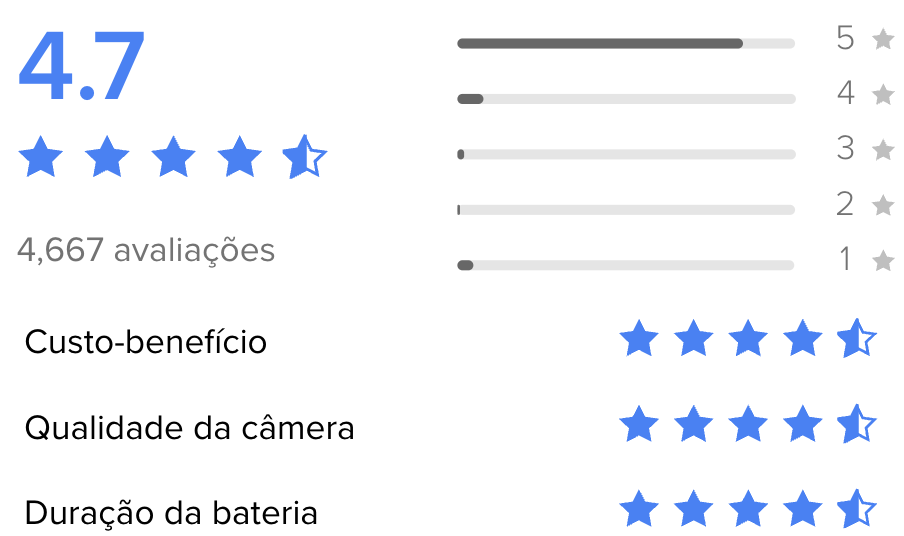 4.7
4,667 avaliações
5
4
3
2
1
Custo-benefício
Qualidade da câmera
Duração da bateria